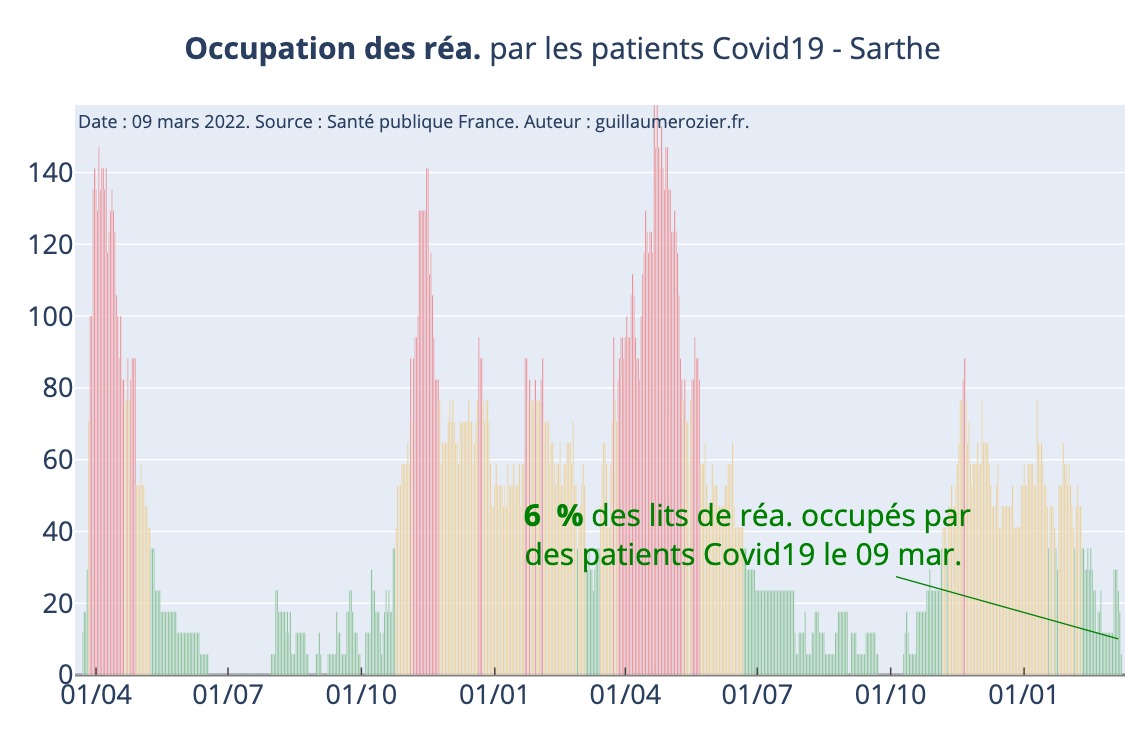 Occupation des réa. par les patients Covid19 - Sarthe
Date : 09 mars 2022. Source : Santé publique France. Auteur : guillaumerozier.fr.
140
120
100
80
60
40
20
0
6 % des lits de réa. occupés par
des patients Covid19 le 09 mar.
01/04 01/07 01/10 01/01 01/04 01/07 01/10 01/01